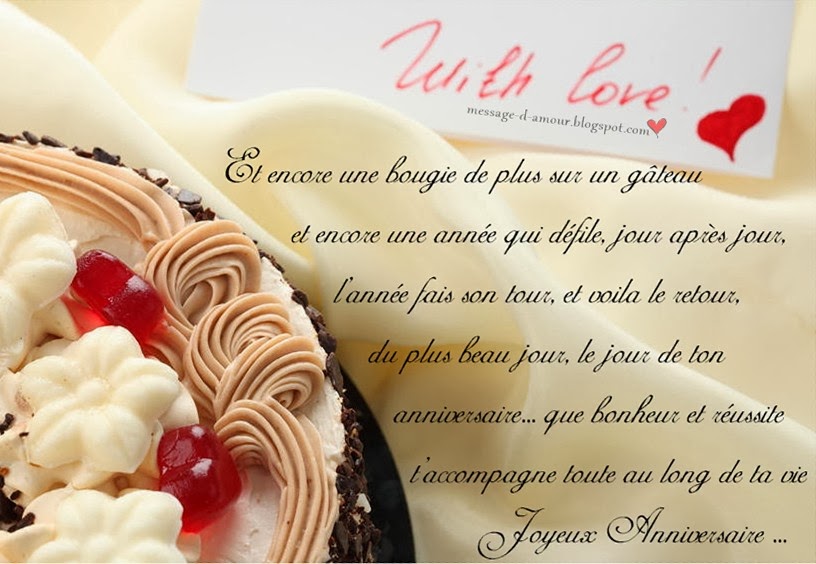 With love!
message-d-amour.blogspot.com
Et encore une bougie de plus sur un gâteau
et encore une année qui défile, jour après jour,
l'année fais son tour, et voila le retour,
du plus beau jour, le jour de ton
anniversaire... que bonheur et réussite
t'accompagne toute au long de ta vie
Joyeux Anniversaire ...